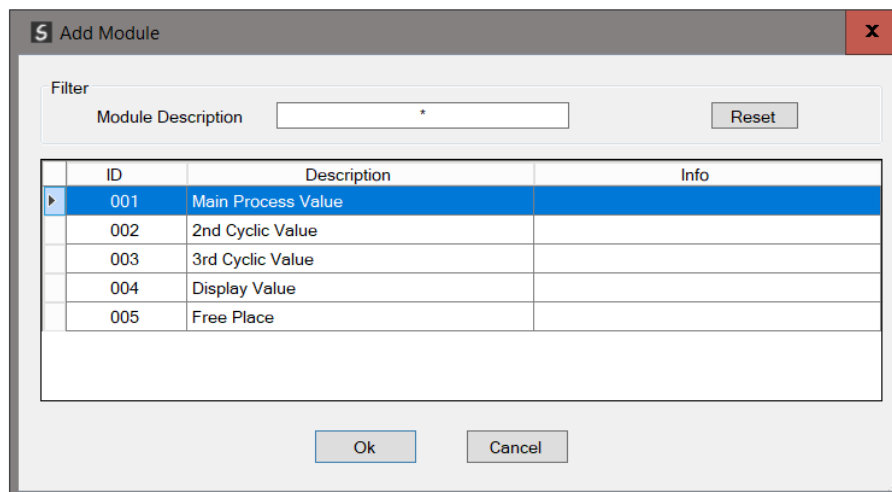 S Add Module x
Filter
Module Description * Reset
ID Description Info
001 Main Process Value
002 2nd Cyclic Value
003 3rd Cyclic Value
004 Display Value
005 Free Place
Ok Cancel